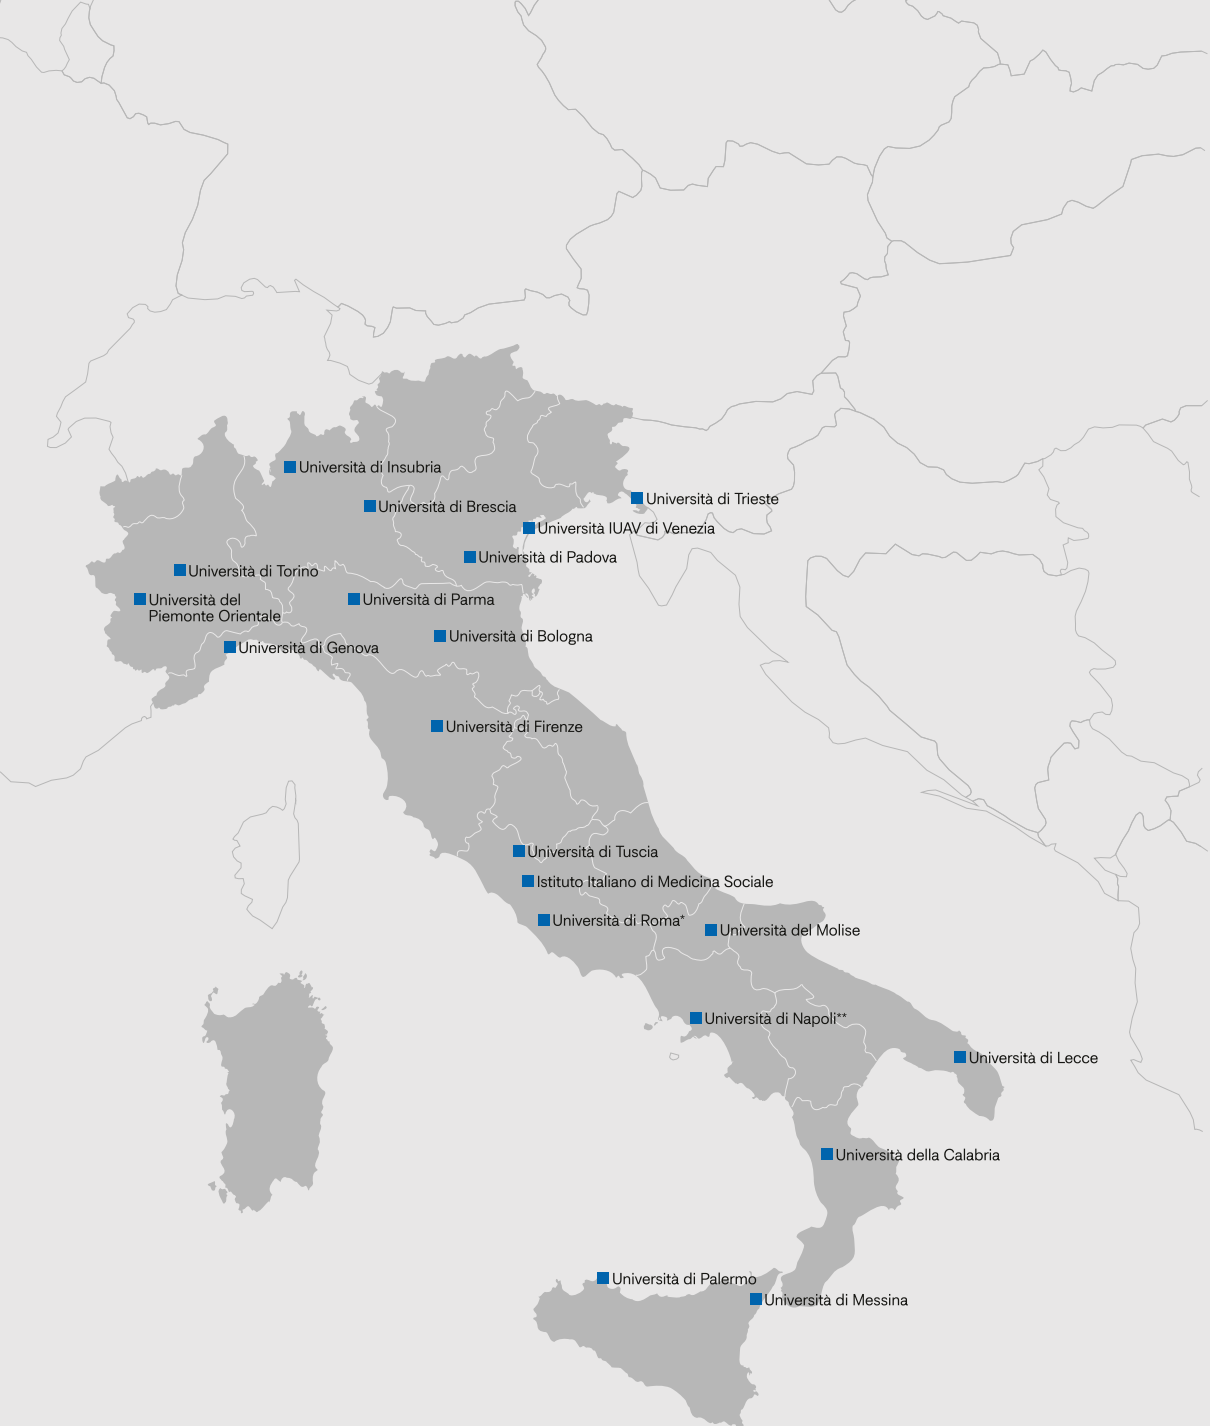 Università di Insubria
Università di Trieste
Università di Brescia
Università IUAV di Venezia
Università di Padova
Università di Torino
Università del
Piemonte Orientale
Università di Parma
Università di Bologna
Università di Genova
Università di Firenze
Università di Tuscia
Istituto Italiano di Medicina Sociale
Università di Roma*
Università del Molise
Università di Napoli**
Università di Lecce
Università della Calabria
Università di Palermo
Università di Messina